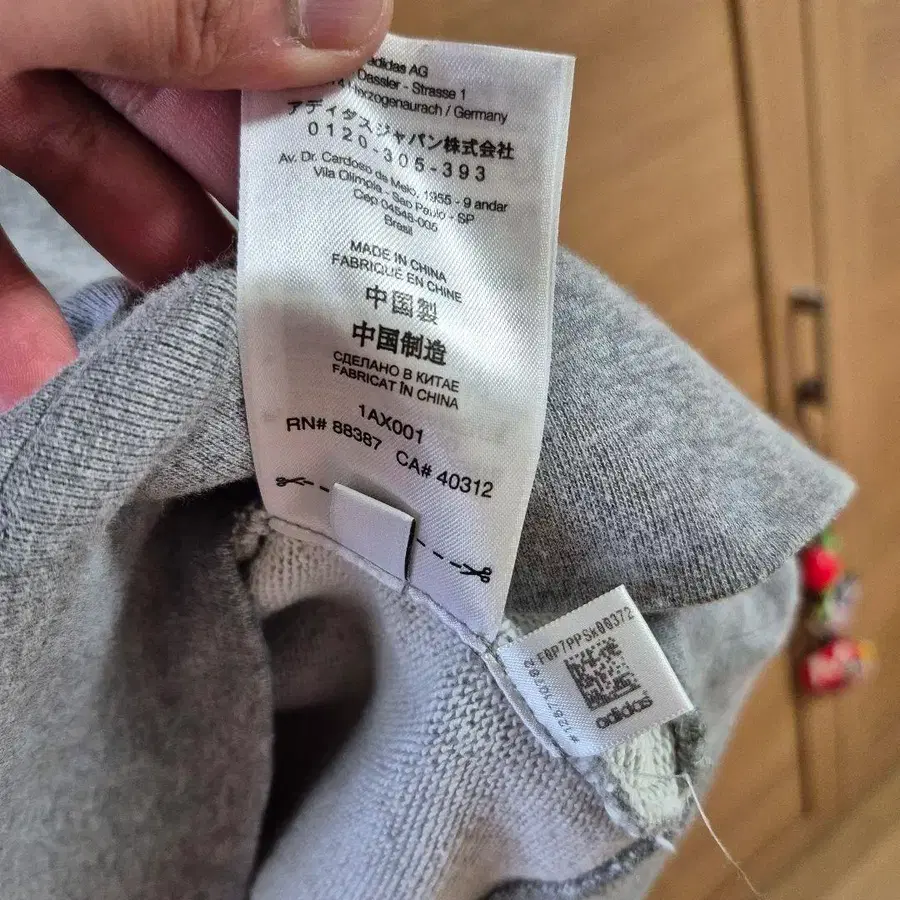 adidas AG
Dassler - Strasse 1
Herzogenaurach / Germany
アディダスジャパン株式会社
0120-305-393
Av. Dr. Cardoso de Melo, 1955 - 9 andar
Vila Olimpia - Sao Paulo - SP
Cep 04548-005
Brasil
MADE IN CHINA
FABRIQUÉ EN CHINE
中国製
中国制造
СДЕЛАНО В КИТАЕ
FABRICAT ÎN CHINA
1AX001
RN# 88387 CA# 40312
F0P7PPSk00372
adidas